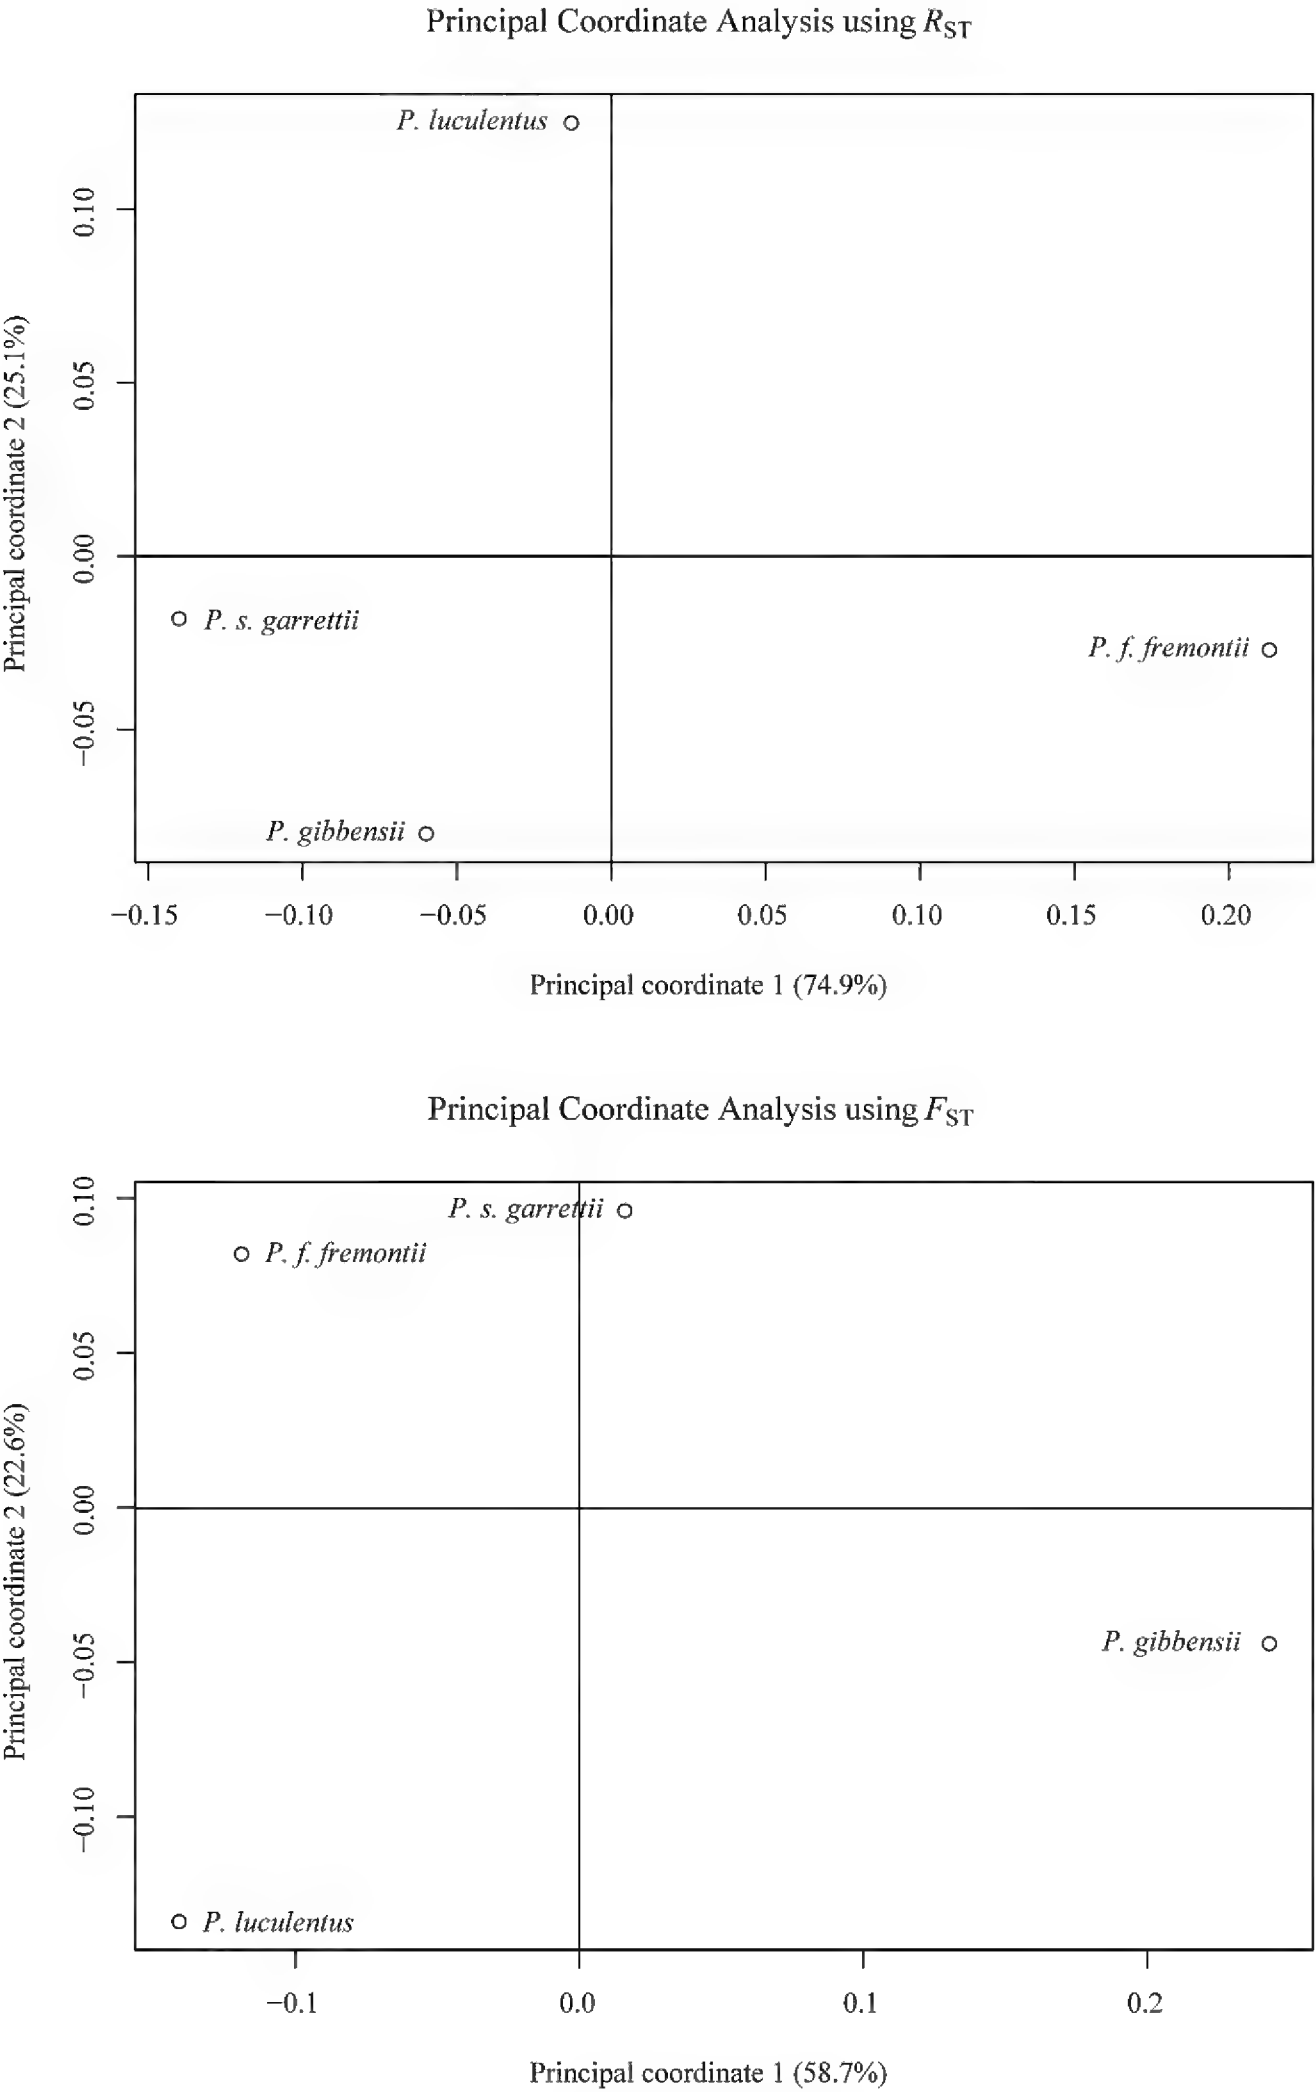 Principal Coordinate Analysis using RST
P. luculentus
0.10
0.05
0.00
−0.05
Principal coordinate 2 (25.1%)
P. s. garrettii
P. f. fremontii
P. gibbensii
−0.15 −0.10 −0.05 0.00 0.05 0.10 0.15 0.20
Principal coordinate 1 (74.9%)
Principal Coordinate Analysis using FST
P. s. garrettii
P. f. fremontii
0.10
0.05
0.00
−0.05
−0.10
Principal coordinate 2 (22.6%)
P. gibbensii
P. luculentus
−0.1 0.0 0.1 0.2
Principal coordinate 1 (58.7%)